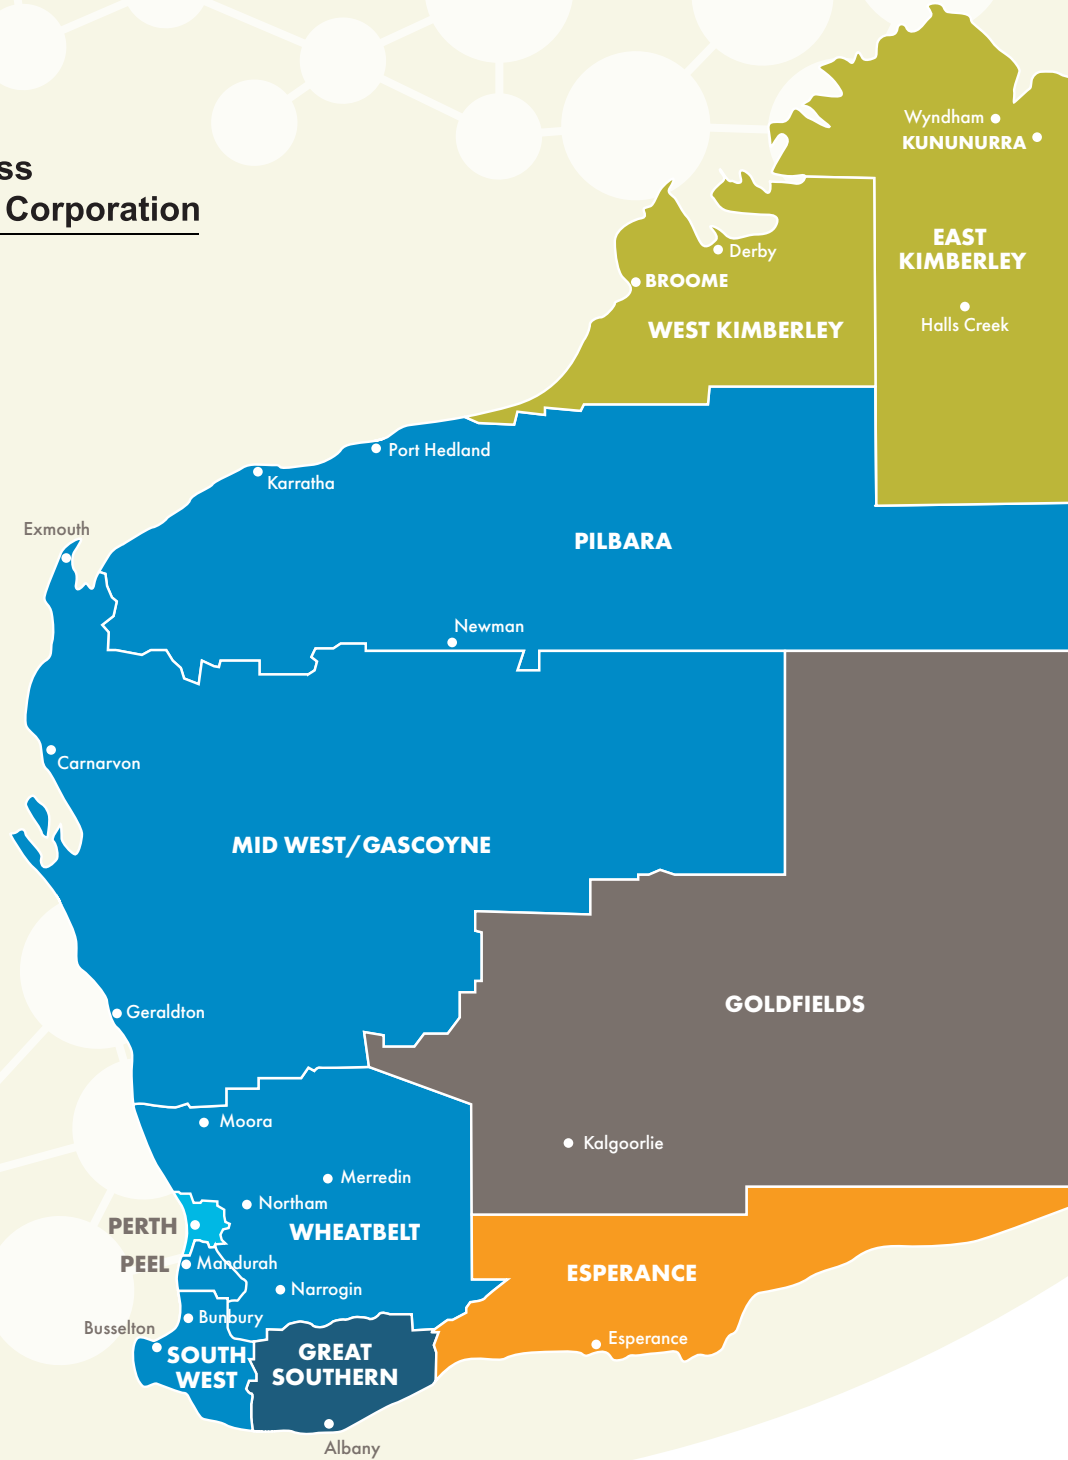 ss
Corporation
Wyndham
KUNUNURRA
EAST
KIMBERLEY
Derby
BROOME
Halls Creek
WEST KIMBERLEY
Port Hedland
Karratha
Exmouth
PILBARA
Newman
Carnarvon
MID WEST/GASCOYNE
GOLDFIELDS
Geraldton
Moora
Kalgoorlie
Merredin
Northam
PERTH
WHEATBELT
PEEL
Mandurah
ESPERANCE
Narrogin
Bunbury
Busselton
Esperance
SOUTH
WEST
GREAT
SOUTHERN
Albany